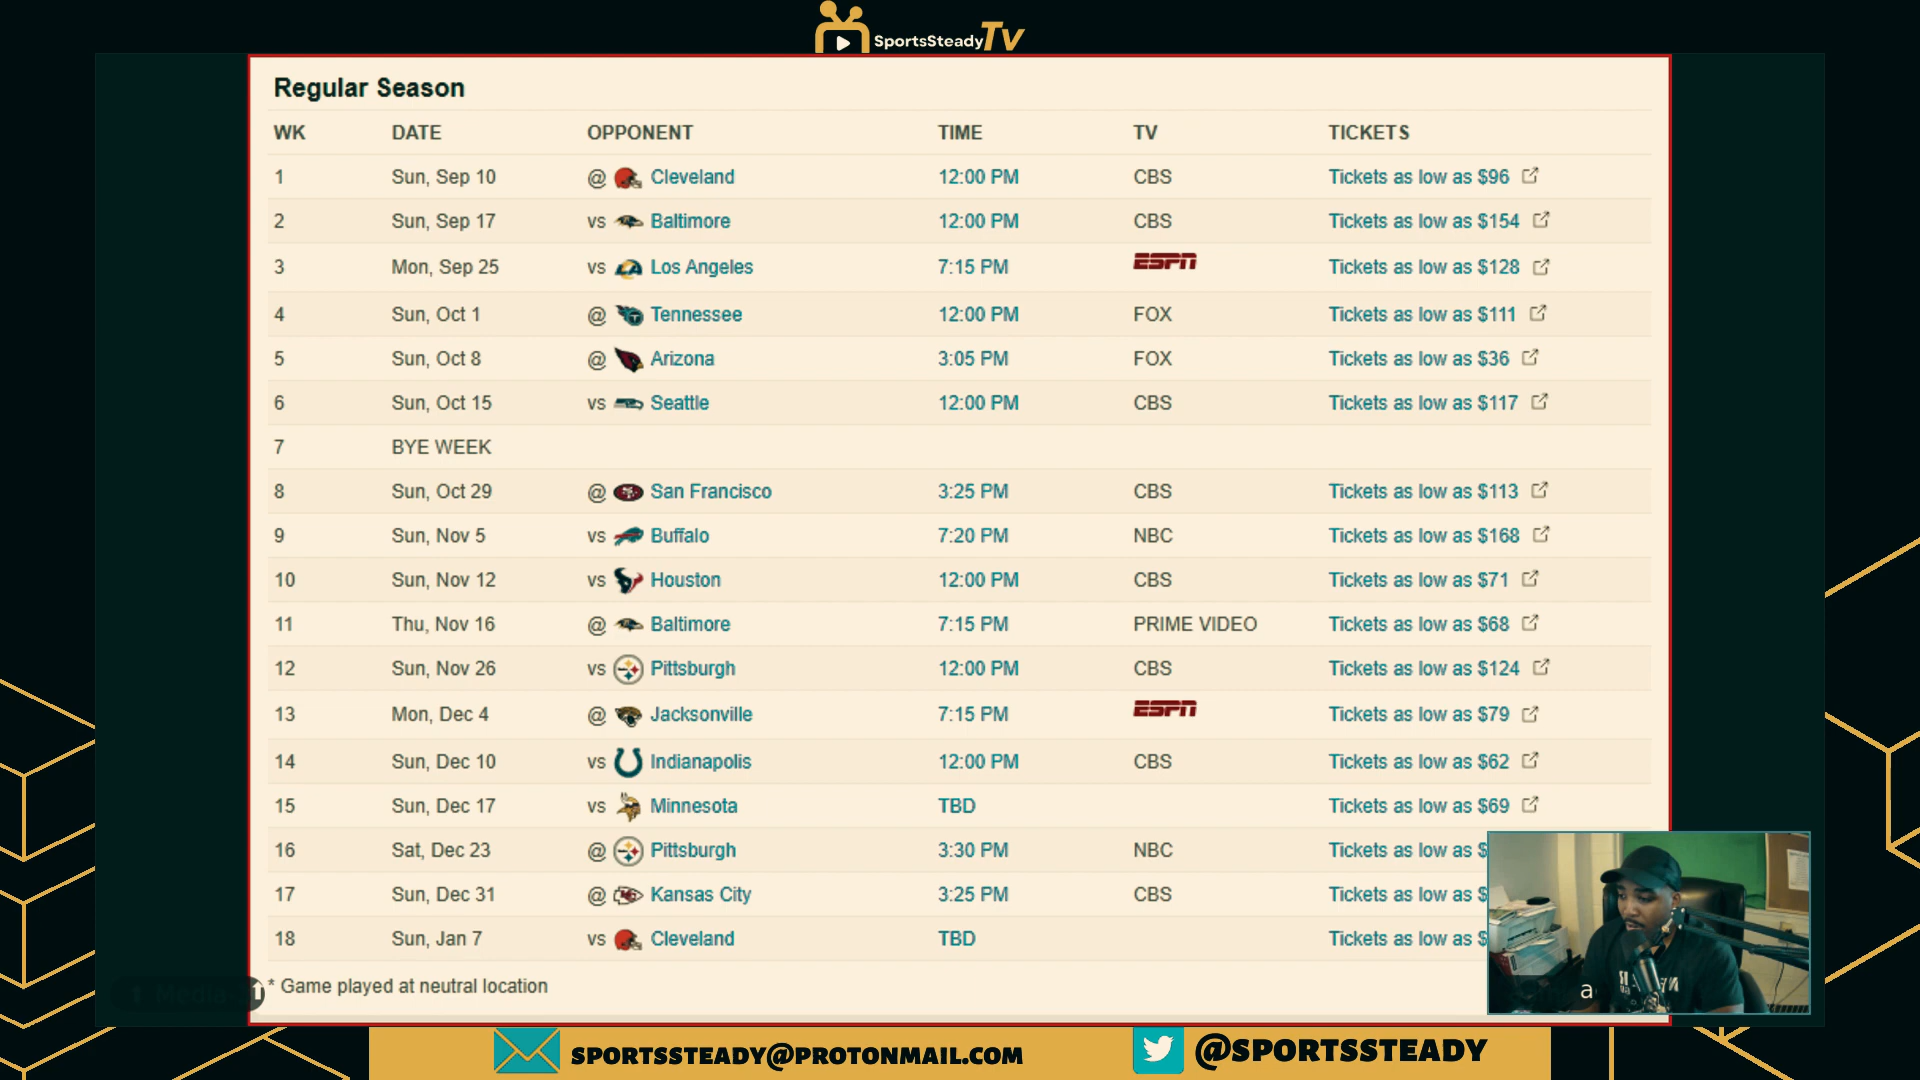 SportsSteadyTv
Regular Season
WK DATE OPPONENT TIME TV TICKETS
1 Sun, Sep 10 @ Cleveland 12:00 PM CBS Tickets as low as $96
2 Sun, Sep 17 vs Baltimore 12:00 PM CBS Tickets as low as $154
3 Mon, Sep 25 vs Los Angeles 7:15 PM ESPN Tickets as low as $128
4 Sun, Oct 1 @ Tennessee 12:00 PM FOX Tickets as low as $111
5 Sun, Oct 8 @ Arizona 3:05 PM FOX Tickets as low as $36
6 Sun, Oct 15 vs Seattle 12:00 PM CBS Tickets as low as $117
7 BYE WEEK
8 Sun, Oct 29 @ San Francisco 3:25 PM CBS Tickets as low as $113
9 Sun, Nov 5 vs Buffalo 7:20 PM NBC Tickets as low as $168
10 Sun, Nov 12 vs Houston 12:00 PM CBS Tickets as low as $71
11 Thu, Nov 16 @ Baltimore 7:15 PM PRIME VIDEO Tickets as low as $68
12 Sun, Nov 26 vs Pittsburgh 12:00 PM CBS Tickets as low as $124
13 Mon, Dec 4 @ Jacksonville 7:15 PM ESPN Tickets as low as $79
14 Sun, Dec 10 vs Indianapolis 12:00 PM CBS Tickets as low as $62
15 Sun, Dec 17 vs Minnesota TBD Tickets as low as $69
16 Sat, Dec 23 @ Pittsburgh 3:30 PM NBC Tickets as low as $
17 Sun, Dec 31 @ Kansas City 3:25 PM CBS Tickets as low as $
18 Sun, Jan 7 vs Cleveland TBD Tickets as low as $
* Game played at neutral location
a
SPORTSSTEADY@PROTONMAIL.COM @SPORTSSTEADY